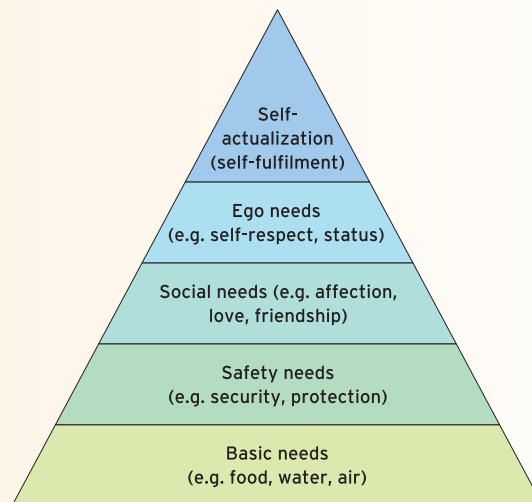 Self-
actualization
(self-fulfilment)
Ego needs
(e.g. self-respect, status)
Social needs (e.g. affection,
love, friendship)
Safety needs
(e.g. security, protection)
Basic needs
(e.g. food, water, air)